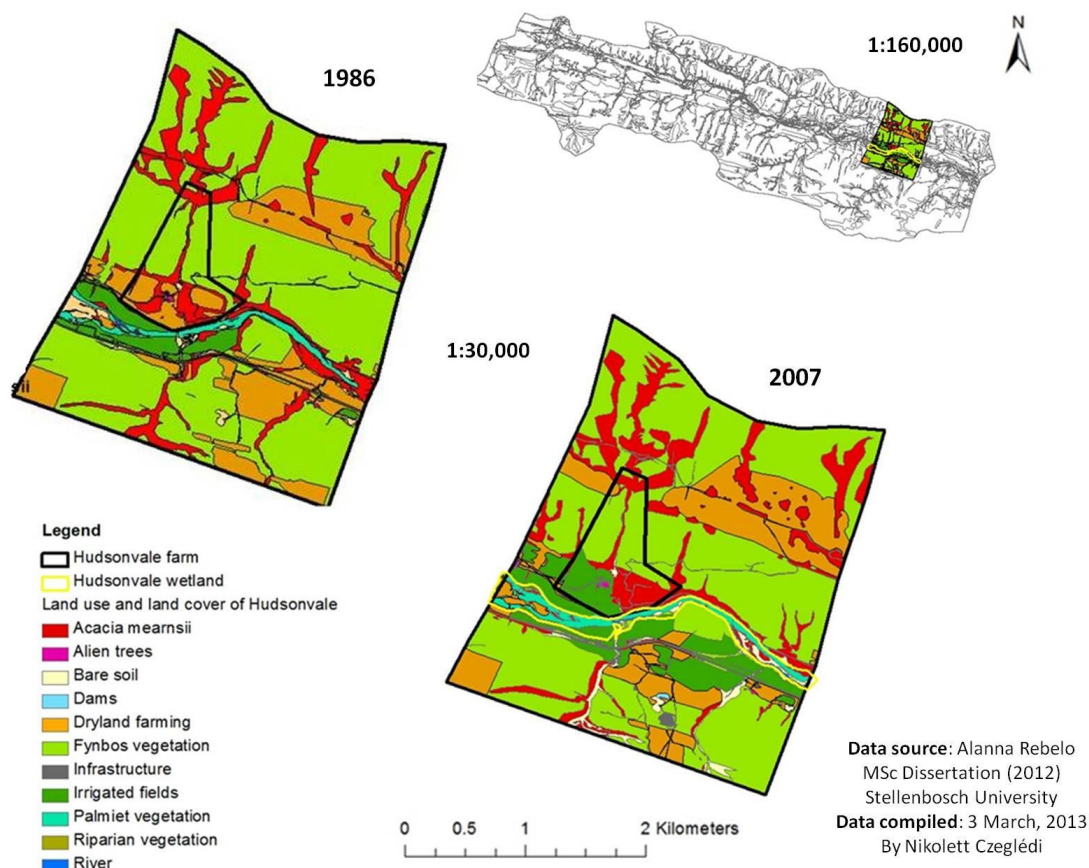 1986
1:160,000
N
1:30,000
2007
Legend
Hudsonvale farm
Hudsonvale wetland
Land use and land cover of Hudsonvale
Acacia mearnsii
Alien trees
Bare soil
Dams
Dryland farming
Fynbos vegetation
Infrastructure
Irrigated fields
Palmiet vegetation
Riparian vegetation
River
0 0.5 1 2 Kilometers
Data source: Alanna Rebelo
MSc Dissertation (2012)
Stellenbosch University
Data compiled: 3 March, 2013
By Nikolett Czeglédi